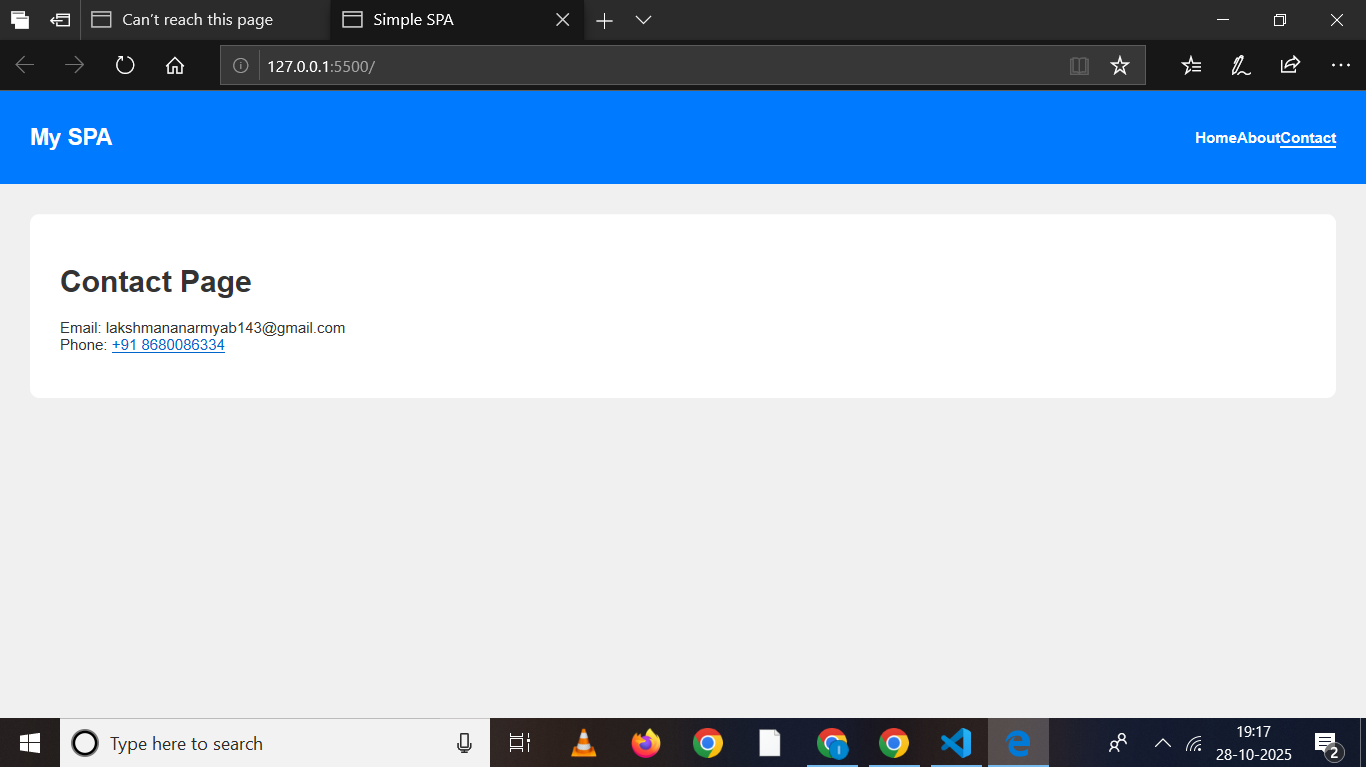 Can't reach this page
Simple SPA
127.0.0.1:5500/
My SPA
HomeAboutContact
Contact Page
Email: lakshmananarmyab143@gmail.com
Phone: +91 8680086334
Type here to search
19:17
28-10-2025
2